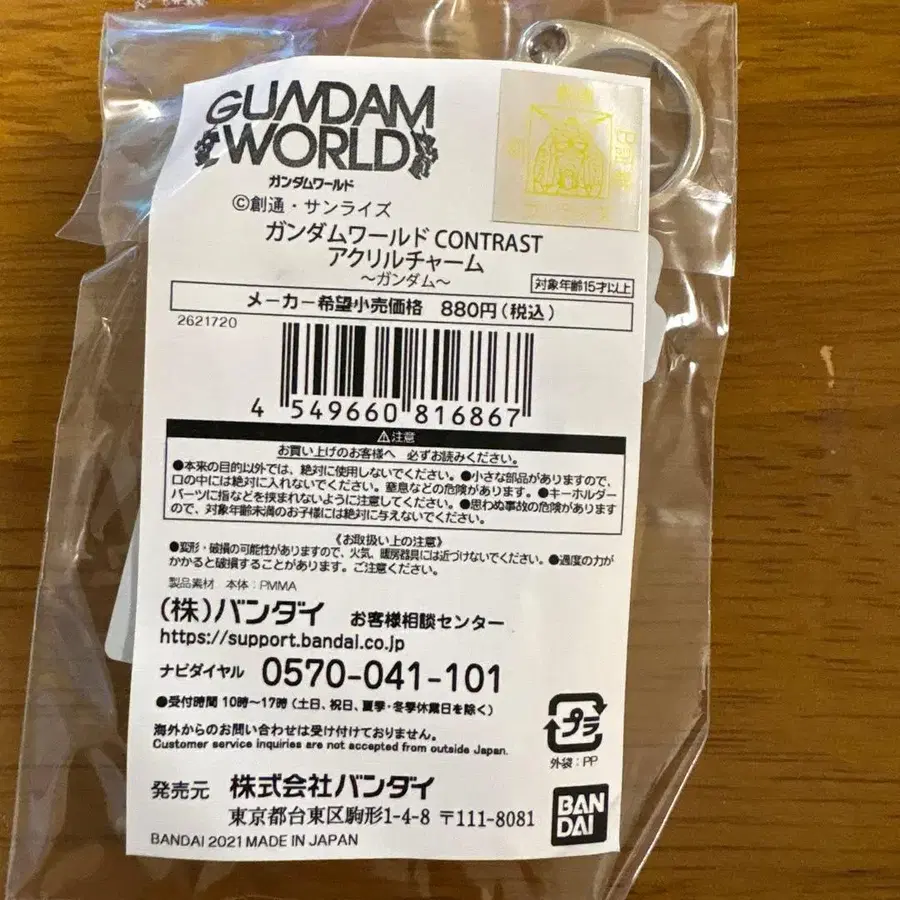 GUNDAM
WORLD
ガンダムワールド
©創通・サンライズ
ガンダムワールド CONTRAST
アクリルチャーム
～ガンダム～
対象年齢15才以上
メーカー希望小売価格 880円(税込)
2621720
4 549660 816867
⚠注意
お買い上げのお客様へ 必ずお読みください。
●本来の目的以外では、絶対に使用しないでください。●小さな部品がありますので、
口の中には絶対に入れないでください。窒息などの危険があります。●キーホルダー
パーツに指などを挟まれないように注意してください。●思わぬ事故の危険があります
ので、対象年齢未満のお子様には絶対に与えないでください。
《お取扱い上の注意》
●変形・破損の可能性がありますので、火気、暖房器具には近づけないでください。●過度の力が
かかると破損することがあります。ご注意ください。
製品素材 本体：PMMA
(株)バンダイ お客様相談センター
https://support.bandai.co.jp
ナビダイヤル 0570-041-101
●受付時間 10時～17時(土日、祝日、夏季・冬季休業日を除く)
海外からのお問い合わせは受け付けておりません。
Customer service inquiries are not accepted from outside Japan.
プラ
外袋：PP
発売元 株式会社バンダイ
東京都台東区駒形1-4-8 〒111-8081
BANDAI 2021 MADE IN JAPAN
BAN
DAI